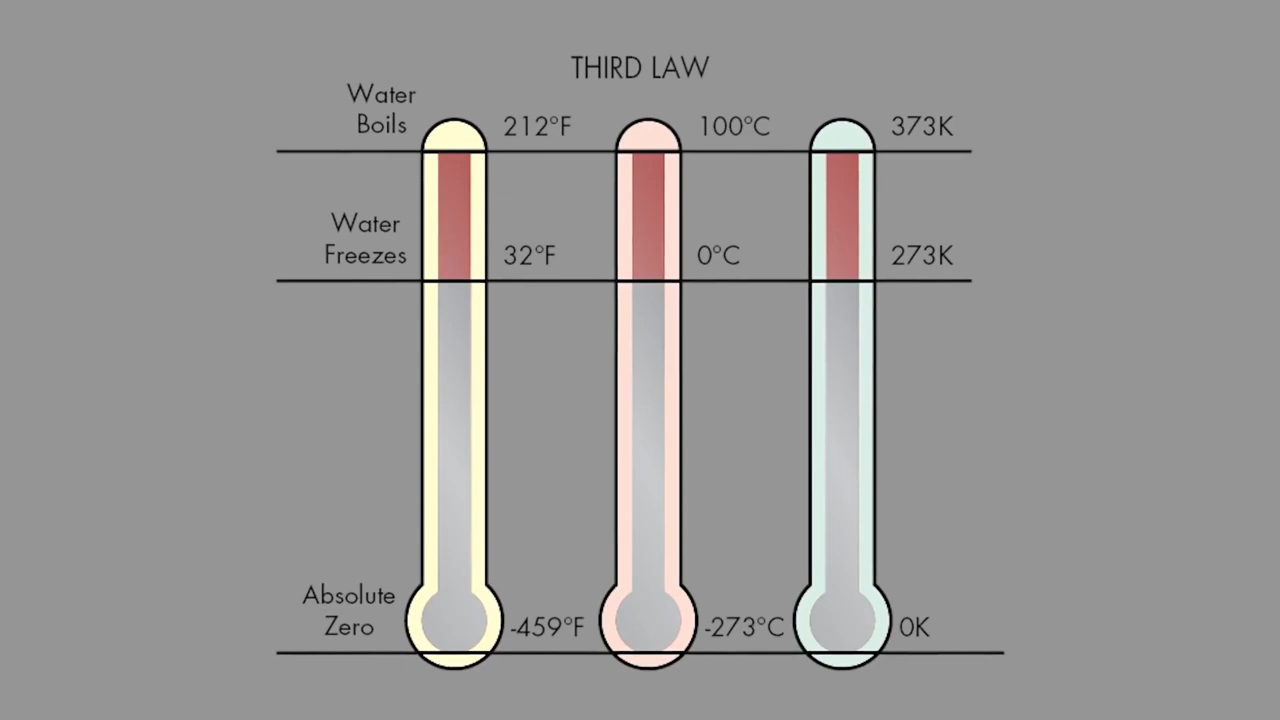 THIRD LAW
Water
Boils
212°F
100°C
373K
Water
Freezes
32°F
0°C
273K
Absolute
Zero
-459°F
-273°C
0K